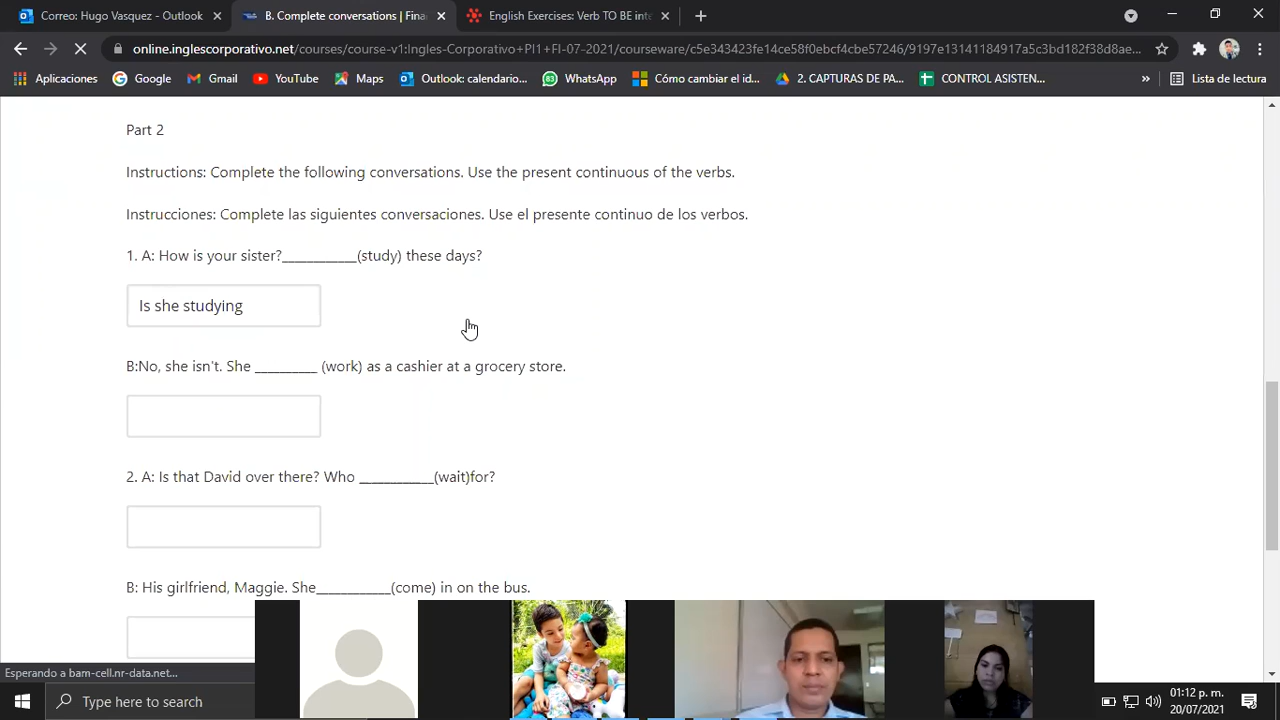 Correo: Hugo Vasquez - Outlook
B. Complete conversations | Fina
English Exercises: Verb TO BE inte
online.inglescorporativo.net/courses/course-v1:Ingles-Corporativo+PI1+FI-07-2021/courseware/c5e343423fe14ce58f0ebcf4cbe57246/9197e13141184917a5c3bd182f38d8ae...
Aplicaciones Google Gmail YouTube Maps Outlook: calendario... WhatsApp Cómo cambiar el id... 2. CAPTURAS DE PA... CONTROL ASISTEN... » Lista de lectura
Part 2
Instructions: Complete the following conversations. Use the present continuous of the verbs.
Instrucciones: Complete las siguientes conversaciones. Use el presente continuo de los verbos.
1. A: How is your sister?____________(study) these days?
Is she studying
B:No, she isn't. She __________ (work) as a cashier at a grocery store.
2. A: Is that David over there? Who ____________(wait)for?
B: His girlfriend, Maggie. She____________(come) in on the bus.
Esperando a bam-cell.nr-data.net...
Type here to search
01:12 p. m.
20/07/2021